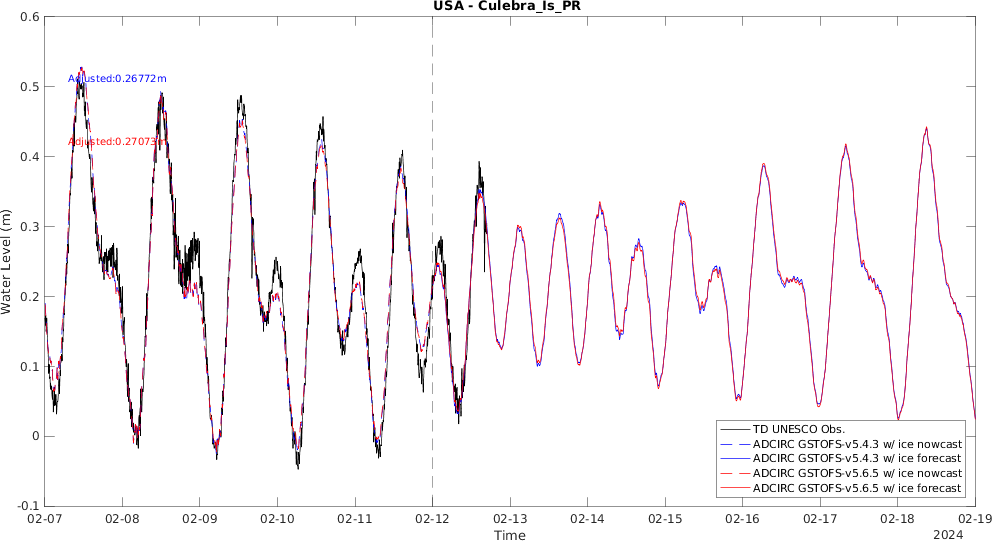 USA - Culebra_Is_PR
0.6
0.5
0.4
0.3
0.2
0.1
0
-0.1
Water Level (m)
Adjusted:0.26772m
Adjusted:0.27073m
TD UNESCO Obs.
ADCIRC GSTOFS-v5.4.3 w/ ice nowcast
ADCIRC GSTOFS-v5.4.3 w/ ice forecast
ADCIRC GSTOFS-v5.6.5 w/ ice nowcast
ADCIRC GSTOFS-v5.6.5 w/ ice forecast
02-07 02-08 02-09 02-10 02-11 02-12 02-13 02-14 02-15 02-16 02-17 02-18 02-19
Time
2024